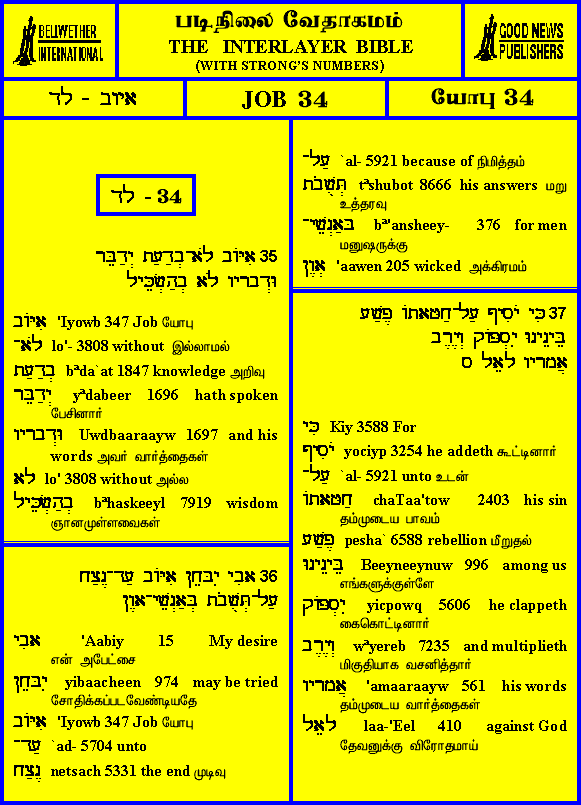 BELLWETHER
INTERNATIONAL
படிநிலை வேதாகமம்
THE INTERLAYER BIBLE
(WITH STRONG'S NUMBERS)
GOOD NEWS
PUBLISHERS
איוב - לד
JOB 34
யோபு 34
לד - 34
35 אִיּוֹב לֹא־בְדַעַת יְדַבֵּר
וּדְבָרָיו לֹא בְהַשְׂכֵּיל
אִיּוֹב 'Iyowb 347 Job யோபு
לֹא־ lo'- 3808 without இல்லாமல்
בְדַעַת bªda`at 1847 knowledge அறிவு
יְדַבֵּר yªdabeer 1696 hath spoken
பேசினார்
וּדְבָרָיו Uwdbaaraayw 1697 and his
words அவர் வார்த்தைகள்
לֹא lo' 3808 without அல்ல
בְהַשְׂכֵּיל bªhaskeeyl 7919 wisdom
ஞானமுள்ளவைகள்
36 אָבִי יִבָּחֵן אִיּוֹב עַד־נֶצַח
עַל־תְּשֻׁבֹת בְּאַנְשֵׁי־אָוֶן
אָבִי 'Aabiy 15 My desire
என் அபேட்சை
יִבָּחֵן yibaacheen 974 may be tried
சோதிக்கப்படவேண்டியதே
אִיּוֹב 'Iyowb 347 Job யோபு
עַד־ `ad- 5704 unto
נֶצַח netsach 5331 the end முடிவு
עַל־ `al- 5921 because of நிமித்தம்
תְּשֻׁבֹת tªshubot 8666 his answers மறு
உத்தரவு
בְּאַנְשֵׁי־ bª'ansheey- 376 for men
மனுஷருக்கு
אָוֶן 'aawen 205 wicked அக்கிரமம்
37 כִּי יֹסִיף עַל־חַטָּאתוֹ פֶשַׁע
בֵּינֵינוּ יִסְפּוֹק וְיֶרֶב
אֲמָרָיו לָאֵל ס
כִּי Kiy 3588 For
יֹסִיף yociyp 3254 he addeth கூட்டினார்
עַל־ `al- 5921 unto உடன்
חַטָּאתוֹ chaTaa'tow 2403 his sin
தம்முடைய பாவம்
פֶשַׁע pesha` 6588 rebellion மீறுதல்
בֵּינֵינוּ Beeyneeynuw 996 among us
எங்களுக்குள்ளே
יִסְפּוֹק yicpowq 5606 he clappeth
கைகொட்டினார்
וְיֶרֶב wªyereb 7235 and multiplieth
மிகுதியாக வசனித்தார்
אֲמָרָיו 'amaaraayw 561 his words
தம்முடைய வார்த்தைகள்
לָאֵל laa-'Eel 410 against God
தேவனுக்கு விரோதமாய்